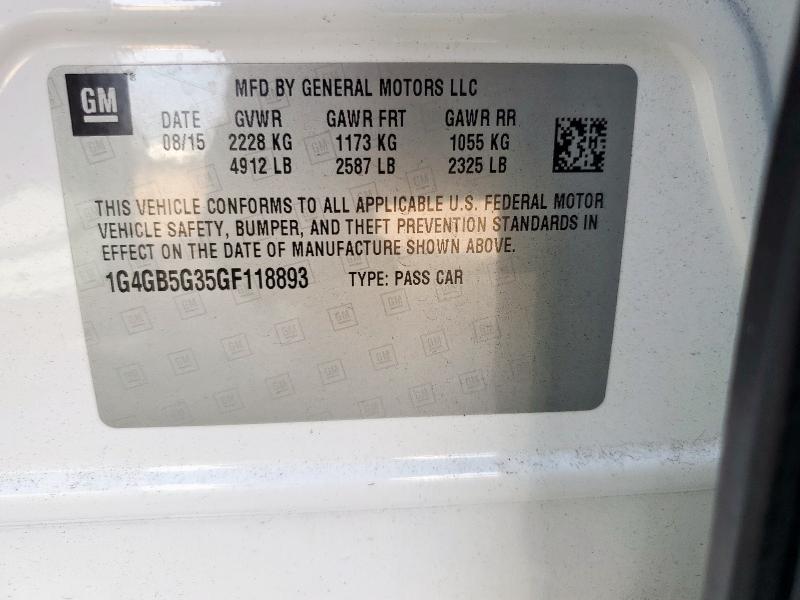 GM
MFD BY GENERAL MOTORS LLC
DATE GVWR GAWR FRT GAWR RR
08/15 2228 KG 1173 KG 1055 KG
4912 LB 2587 LB 2325 LB
THIS VEHICLE CONFORMS TO ALL APPLICABLE U.S. FEDERAL MOTOR
VEHICLE SAFETY, BUMPER, AND THEFT PREVENTION STANDARDS IN
EFFECT ON THE DATE OF MANUFACTURE SHOWN ABOVE.
1G4GB5G35GF118893 TYPE: PASS CAR